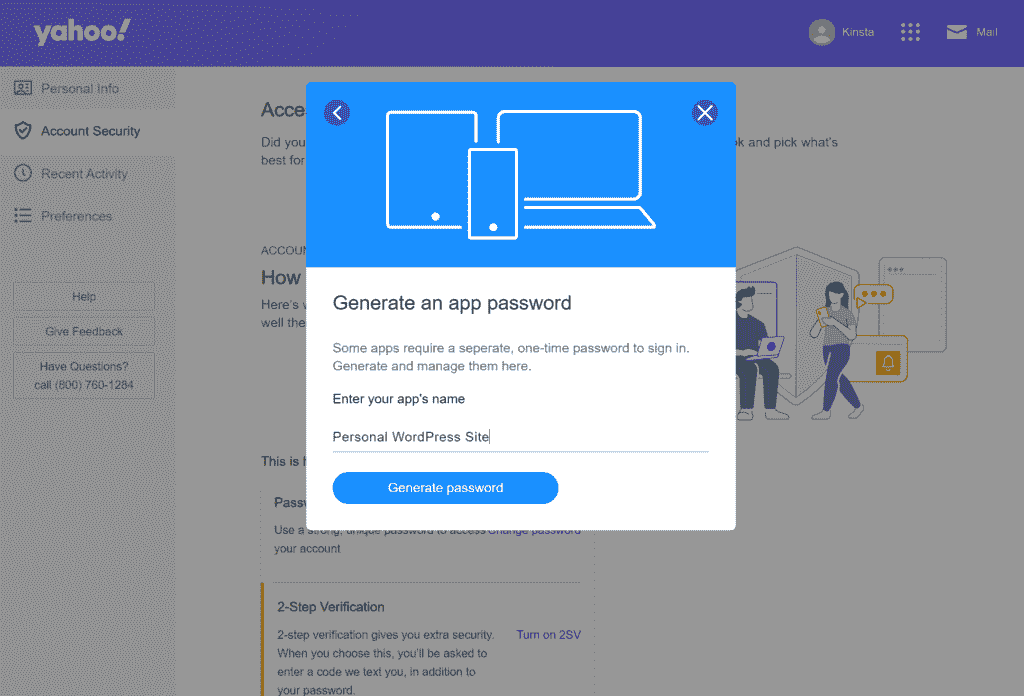 yahoo!
Kinsta
Mail
Personal Info
Account Security
Recent Activity
Preferences
Help
Give Feedback
Have Questions?
call (800) 760-1284
Acce
Did you
k and pick what's
best for
ACCOUN
How
Here's
well the
Generate an app password
Some apps require a seperate, one-time password to sign in.
Generate and manage them here.
Enter your app's name
Personal WordPress Site
Generate password
This is
Passw
Use a strong, unique password to access Change password
your account
2-Step Verification
2-step verification gives you extra security. Turn on 2SV
When you choose this, you'll be asked to
enter a code we text you, in addition to
your password.